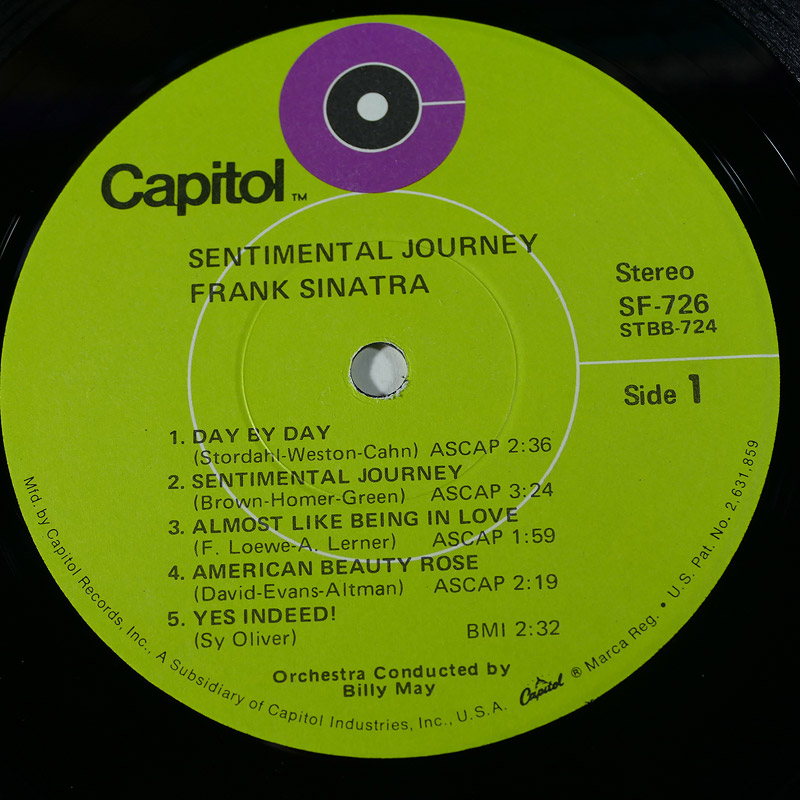 Capitol TM
SENTIMENTAL JOURNEY
FRANK SINATRA
Stereo
SF-726
STBB-724
Side 1
1. DAY BY DAY
(Stordahl-Weston-Cahn) ASCAP 2:36
2. SENTIMENTAL JOURNEY
(Brown-Homer-Green) ASCAP 3:24
3. ALMOST LIKE BEING IN LOVE
(F. Loewe-A. Lerner) ASCAP 1:59
4. AMERICAN BEAUTY ROSE
(David-Evans-Altman) ASCAP 2:19
5. YES INDEED!
(Sy Oliver) BMI 2:32
Orchestra Conducted by
Billy May
Mfd. by Capitol Records, Inc., A Subsidiary of Capitol Industries, Inc., U.S.A. Capitol ® Marca Reg. • U.S. Pat. No. 2,631,859